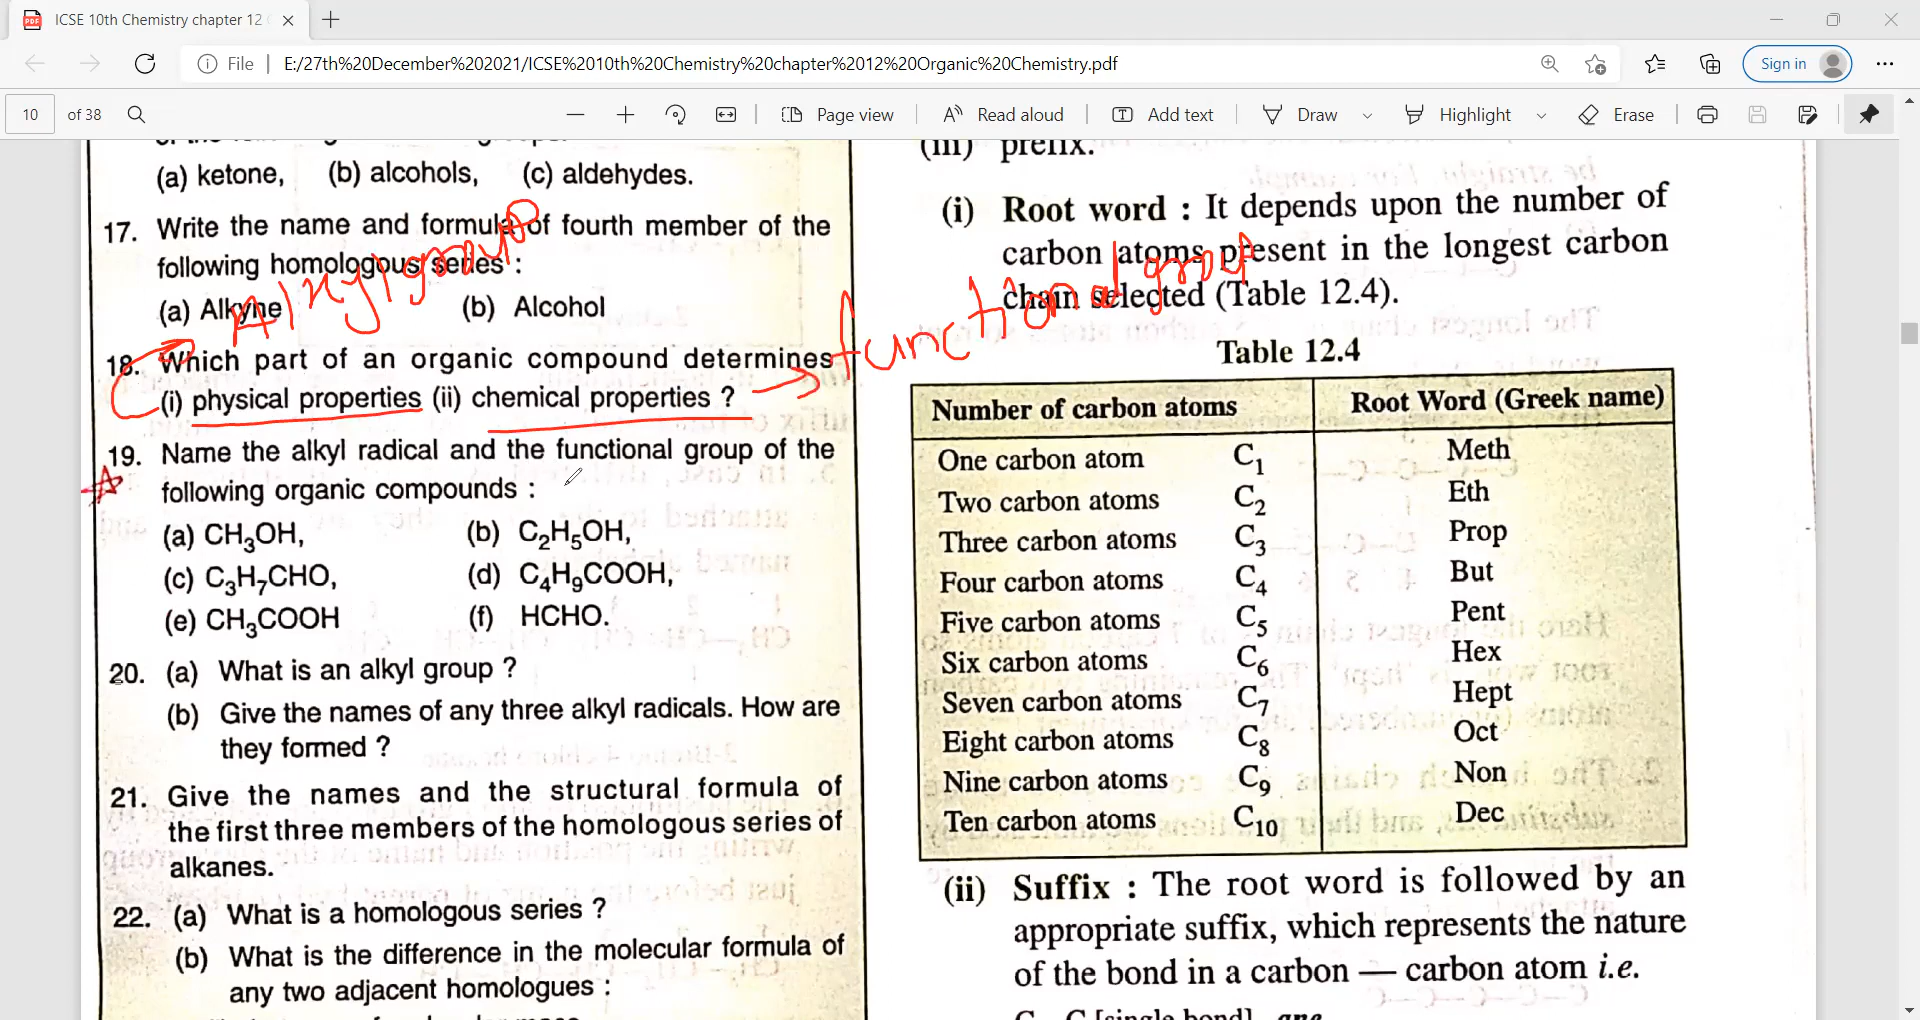 ICSE 10th Chemistry chapter 12
File
E:/27th%20December%202021/ICSE%2010th%20Chemistry%20chapter%2012%20Organic%20Chemistry.pdf
Sign in
10 of 38
Page view
Read aloud
Add text
Draw
Highlight
Erase
(a) ketone, (b) alcohols, (c) aldehydes.
17. Write the name and formula of fourth member of the
following homologous series :
(a) Alkyne (b) Alcohol
Alkyl group
18. Which part of an organic compound determines
(i) physical properties (ii) chemical properties ?
functional group
19. Name the alkyl radical and the functional group of the
following organic compounds :
(a) CH₃OH, (b) C₂H₅OH,
(c) C₃H₇CHO, (d) C₄H₉COOH,
(e) CH₃COOH (f) HCHO.
20. (a) What is an alkyl group ?
(b) Give the names of any three alkyl radicals. How are
they formed ?
21. Give the names and the structural formula of
the first three members of the homologous series of
alkanes.
22. (a) What is a homologous series ?
(b) What is the difference in the molecular formula of
any two adjacent homologues :
(iii) prefix.
(i) Root word : It depends upon the number of
carbon atoms present in the longest carbon
chain selected (Table 12.4).
Table 12.4
Number of carbon atoms Root Word (Greek name)
One carbon atom C₁ Meth
Two carbon atoms C₂ Eth
Three carbon atoms C₃ Prop
Four carbon atoms C₄ But
Five carbon atoms C₅ Pent
Six carbon atoms C₆ Hex
Seven carbon atoms C₇ Hept
Eight carbon atoms C₈ Oct
Nine carbon atoms C₉ Non
Ten carbon atoms C₁₀ Dec
(ii) Suffix : The root word is followed by an
appropriate suffix, which represents the nature
of the bond in a carbon — carbon atom i.e.
C—C [single bond] ane